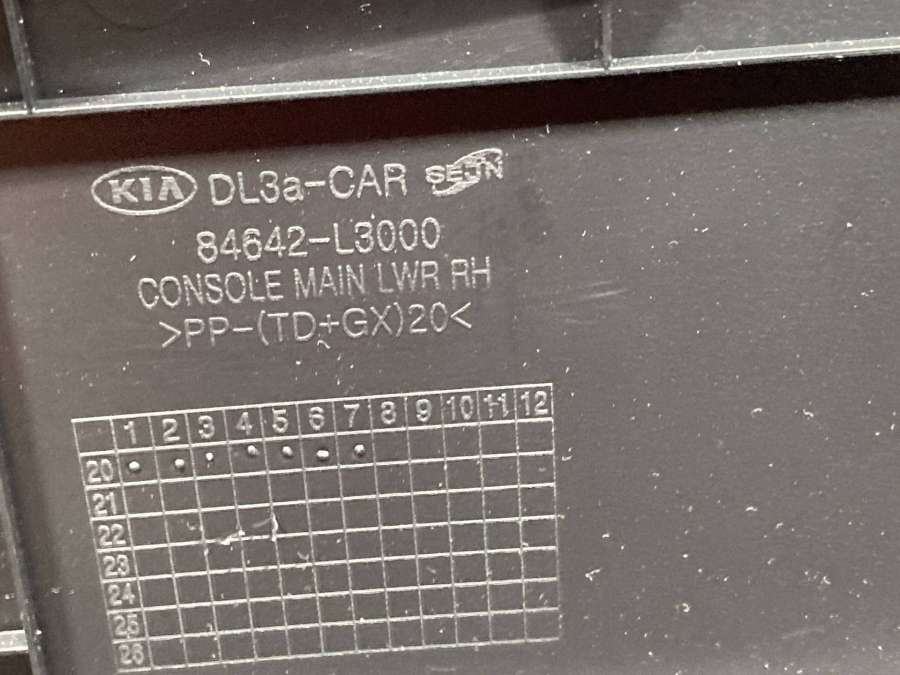 KIA DL3a-CAR SEJN
84642-L3000
CONSOLE MAIN LWR RH
>PP-(TD+GX)20<
1 2 3 4 5 6 7 8 9 10 11 12
20
21
22
23
24
25
26